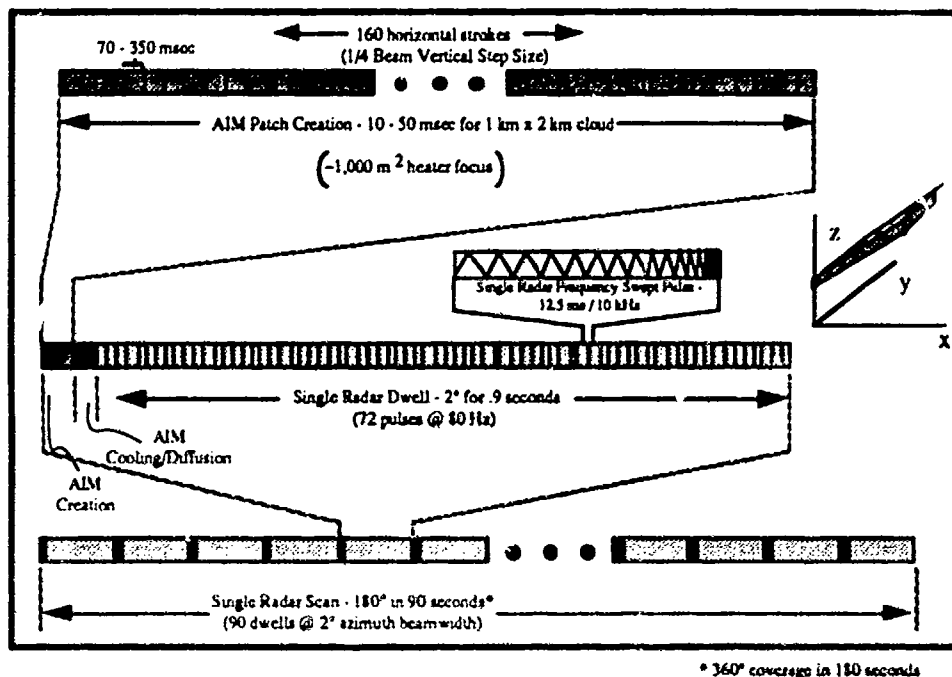 160 horizontal strokes
(1/4 Beam Vertical Step Size)
70 - 350 msec
AIM Patch Creation - 10 - 50 msec for 1 km x 2 km cloud
(~1,000 m² heater focus)
z
y
x
Single Radar Frequency Swept Pulse -
12.5 ms / 10 kHz
Single Radar Dwell - 2° for .9 seconds
(72 pulses @ 80 Hz)
AIM
Cooling/Diffusion
AIM
Creation
Single Radar Scan - 180° in 90 seconds*
(90 dwells @ 2° azimuth beamwidth)
* 360° coverage in 180 seconds